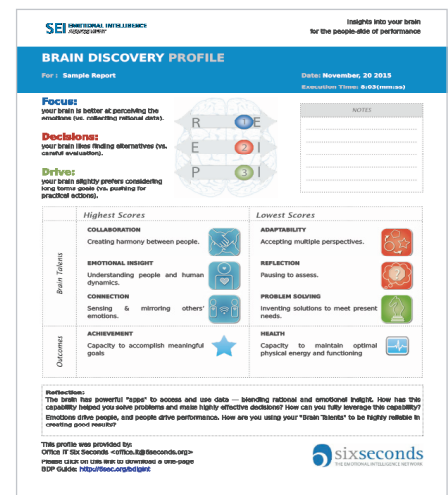 SEI EMOTIONAL INTELLIGENCE
ASSESSMENT
Insights into your brain
for the people-side of performance
BRAIN DISCOVERY PROFILE
For : Sample Report
Date: November, 20 2015
Execution Time: 8:03(mm:ss)
Focus:
your brain is better at perceiving the
emotions (vs. collecting rational data).
Decisions:
your brain likes finding alternatives (vs.
careful evaluation).
Drive:
your brain slightly prefers considering
long terms goals (vs. pushing for
practical actions).
R 1 E
E 2 I
P 3 I
NOTES
Highest Scores
Lowest Scores
Brain Talents
COLLABORATION
Creating harmony between people.
ADAPTABILITY
Accepting multiple perspectives.
EMOTIONAL INSIGHT
Understanding people and human
dynamics.
REFLECTION
Pausing to assess.
CONNECTION
Sensing & mirroring others'
emotions.
PROBLEM SOLVING
Inventing solutions to meet present
needs.
Outcomes
ACHIEVEMENT
Capacity to accomplish meaningful
goals
HEALTH
Capacity to maintain optimal
physical energy and functioning
Reflection:
The brain has powerful "apps" to access and use data — blending rational and emotional insight. How has this
capability helped you solve problems and make highly effective decisions? How can you fully leverage this capability?
Emotions drive people, and people drive performance. How are you using your "Brain Talents" to be highly reliable in
creating good results?
This profile was provided by:
Office IT Six Seconds <office.it@6seconds.org>
Please click on this link to download a one-page
BDP Guide: http://6sec.org/bdpint
sixseconds
THE EMOTIONAL INTELLIGENCE NETWORK